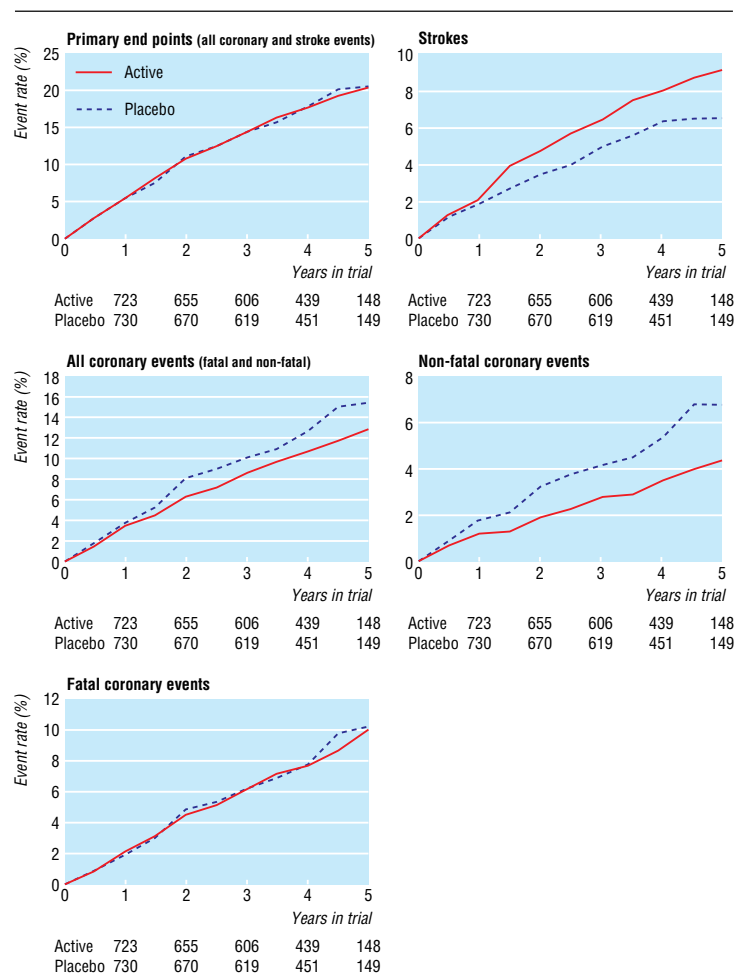 Primary end points (all coronary and stroke events)
Event rate (%)
25
20
15
10
5
0
Active
Placebo
0 1 2 3 4 5
Years in trial
Active 723 655 606 439 148
Placebo 730 670 619 451 149
Strokes
10
8
6
4
2
0
0 1 2 3 4 5
Years in trial
Active 723 655 606 439 148
Placebo 730 670 619 451 149
All coronary events (fatal and non-fatal)
Event rate (%)
18
16
14
12
10
8
6
4
2
0
0 1 2 3 4 5
Years in trial
Active 723 655 606 439 148
Placebo 730 670 619 451 149
Non-fatal coronary events
8
6
4
2
0
0 1 2 3 4 5
Years in trial
Active 723 655 606 439 148
Placebo 730 670 619 451 149
Fatal coronary events
Event rate (%)
12
10
8
6
4
2
0
0 1 2 3 4 5
Years in trial
Active 723 655 606 439 148
Placebo 730 670 619 451 149